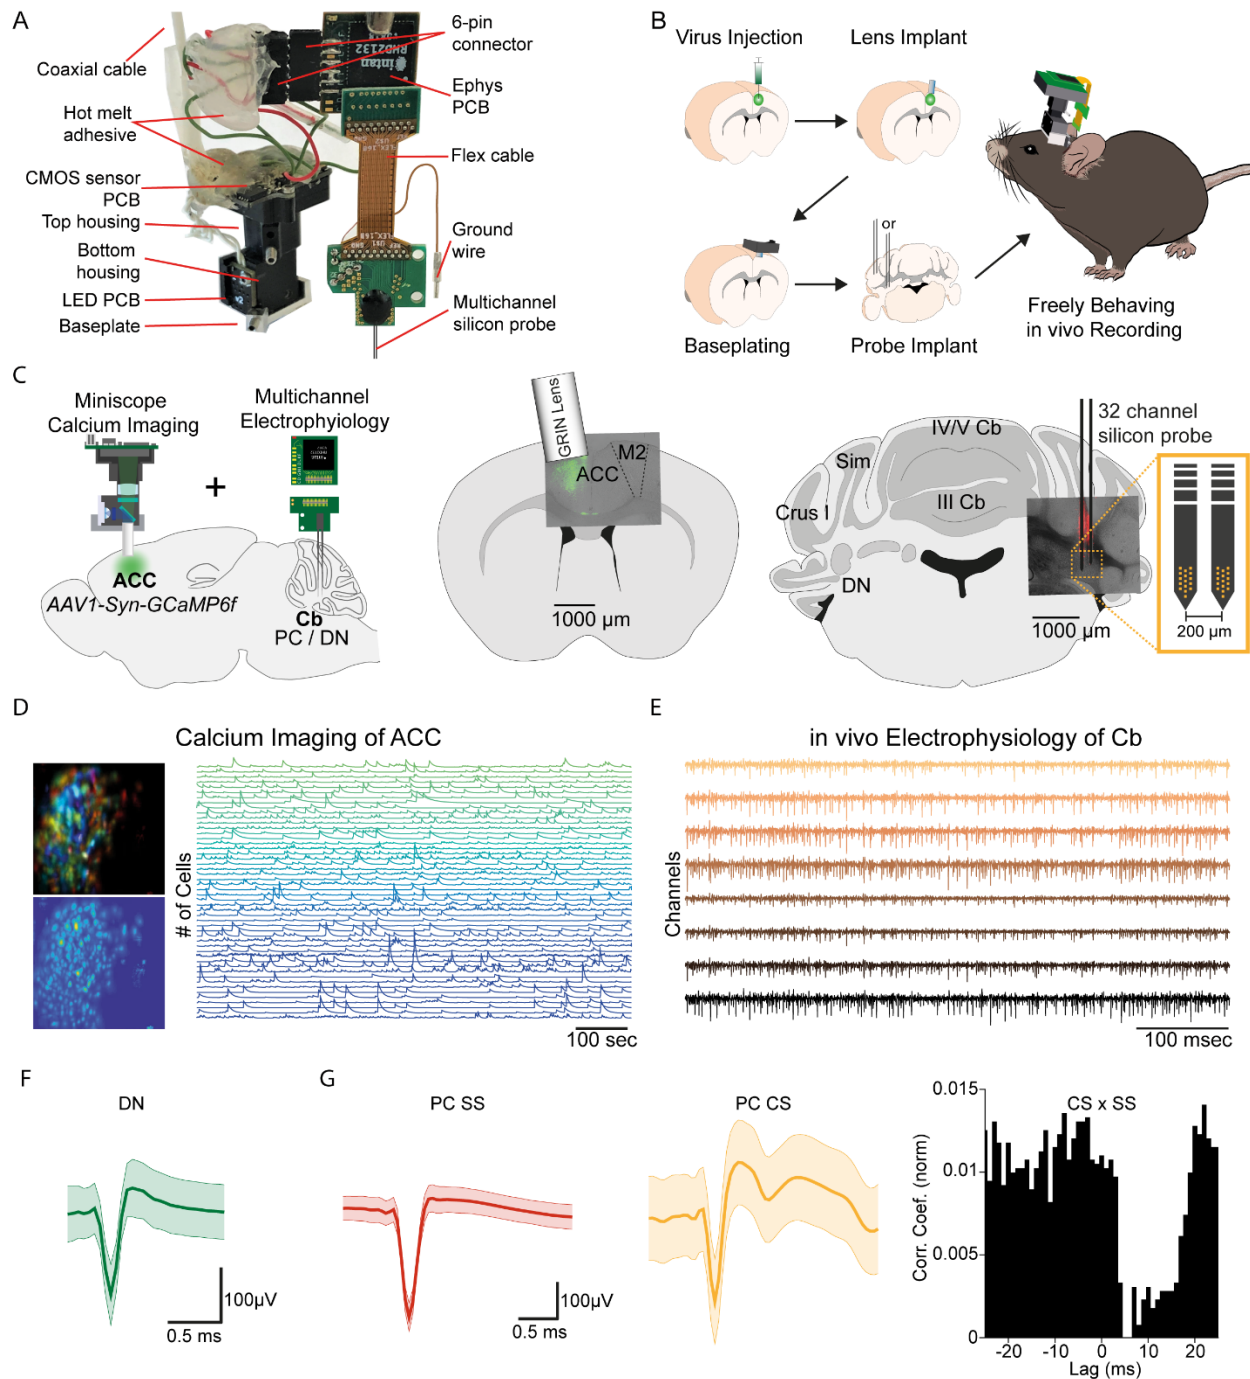 A
Coaxial cable
Hot melt
adhesive
CMOS sensor
PCB
Top housing
Bottom
housing
LED PCB
Baseplate
6-pin
connector
Ephys
PCB
Flex cable
Ground
wire
Multichannel
silicon probe
intan
RHD2132
B
Virus Injection
Lens Implant
Baseplating
or
Probe Implant
Freely Behaving
in vivo Recording
C
Miniscope
Calcium Imaging
+
Multichannel
Electrophyiology
ACC
AAV1-Syn-GCaMP6f
Cb
PC / DN
GRIN Lens
ACC
M2
1000 µm
IV/V Cb
Sim
III Cb
Crus I
DN
1000 µm
32 channel
silicon probe
200 µm
D
Calcium Imaging of ACC
# of Cells
100 sec
E
in vivo Electrophysiology of Cb
Channels
100 msec
F
DN
100µV
0.5 ms
G
PC SS
100µV
0.5 ms
PC CS
CS x SS
Corr. Coef. (norm)
0.015
0.01
0.005
0
-20
-10
0
10
20
Lag (ms)